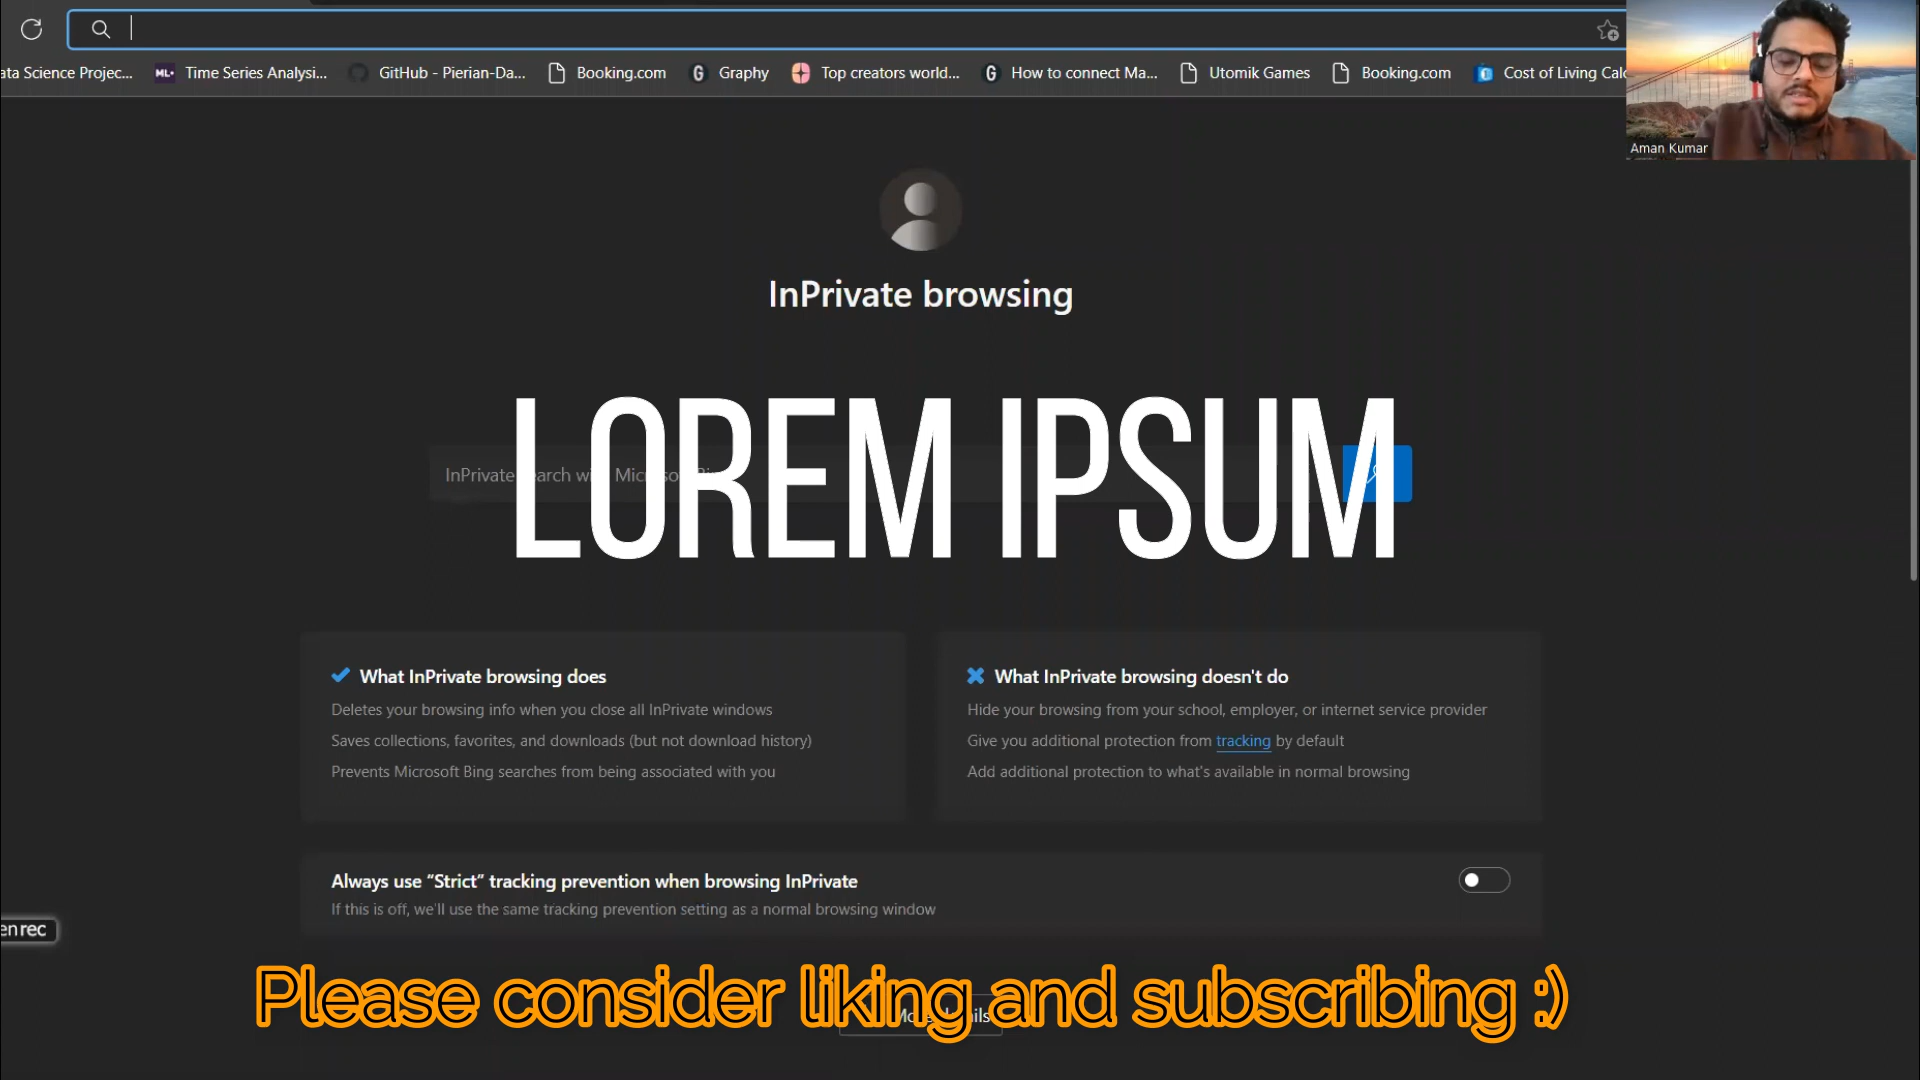 ata Science Projec...
Time Series Analysi...
GitHub - Pierian-Da...
Booking.com
Graphy
Top creators world...
How to connect Ma...
Utomik Games
Booking.com
Cost of Living Calc
Aman Kumar
InPrivate browsing
LOREM IPSUM
InPrivate
What InPrivate browsing does
Deletes your browsing info when you close all InPrivate windows
Saves collections, favorites, and downloads (but not download history)
Prevents Microsoft Bing searches from being associated with you
What InPrivate browsing doesn't do
Hide your browsing from your school, employer, or internet service provider
Give you additional protection from tracking by default
Add additional protection to what's available in normal browsing
Always use “Strict” tracking prevention when browsing InPrivate
If this is off, we'll use the same tracking prevention setting as a normal browsing window
en rec
Please consider liking and subscribing :)